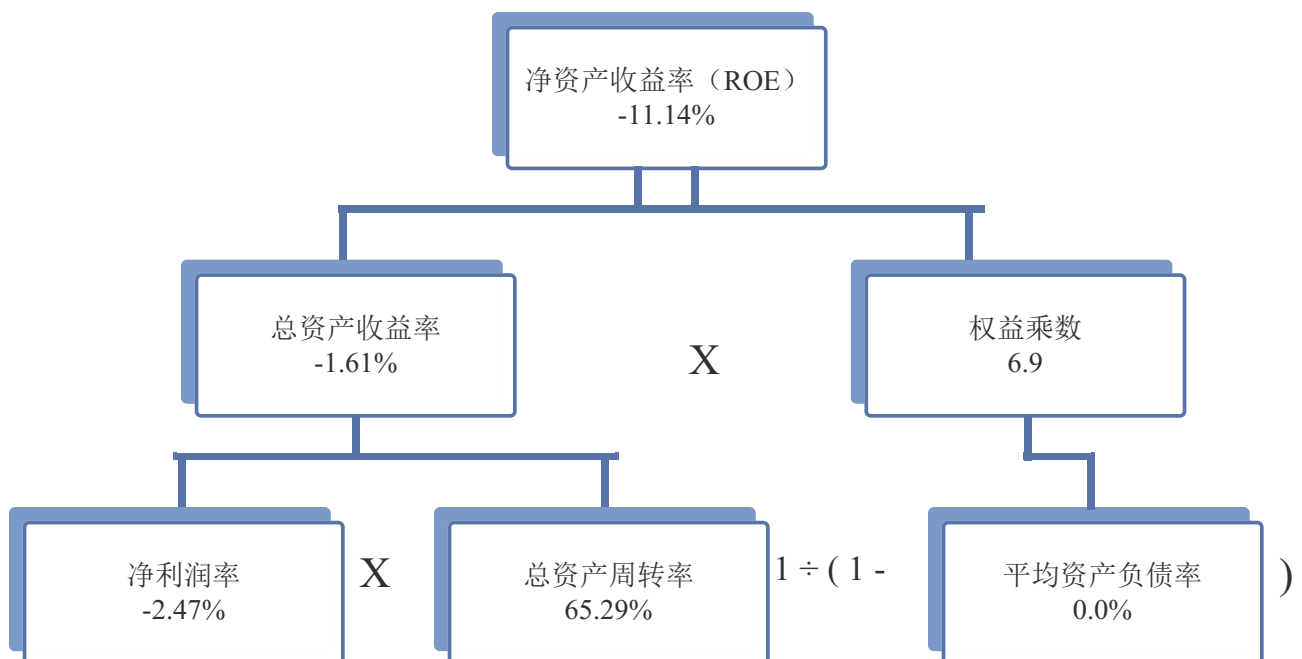 净资产收益率（ROE）
-11.14%
总资产收益率
-1.61%
X
权益乘数
6.9
净利润率
-2.47%
X
总资产周转率
65.29%
1 ÷ ( 1 -
平均资产负债率
0.0%
)